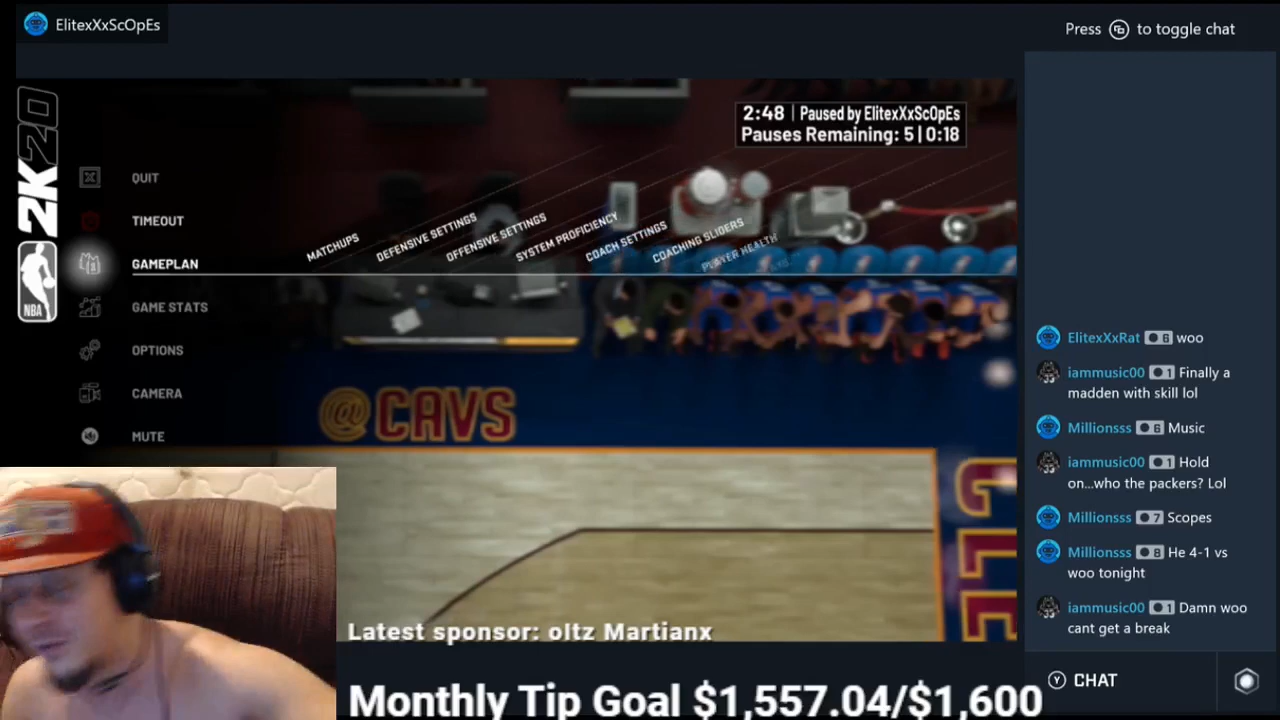 ElitexXxScOpEs
Press to toggle chat
NBA 2K20
2:48 | Paused by ElitexXxScOpEs
Pauses Remaining: 5 | 0:18
QUIT
TIMEOUT
GAMEPLAN
GAME STATS
OPTIONS
CAMERA
MUTE
MATCHUPS
DEFENSIVE SETTINGS
OFFENSIVE SETTINGS
SYSTEM PROFICIENCY
COACH SETTINGS
COACHING SLIDERS
PLAYER HEALTH
@CAVS
CLE
ElitexXxRat 6 woo
iammusic00 1 Finally a
madden with skill lol
Millionsss 6 Music
iammusic00 1 Hold
on...who the packers? Lol
Millionsss 7 Scopes
Millionsss 8 He 4-1 vs
woo tonight
iammusic00 1 Damn woo
cant get a break
Y CHAT
Latest sponsor: oltz Martianx
Monthly Tip Goal $1,557.04/$1,600